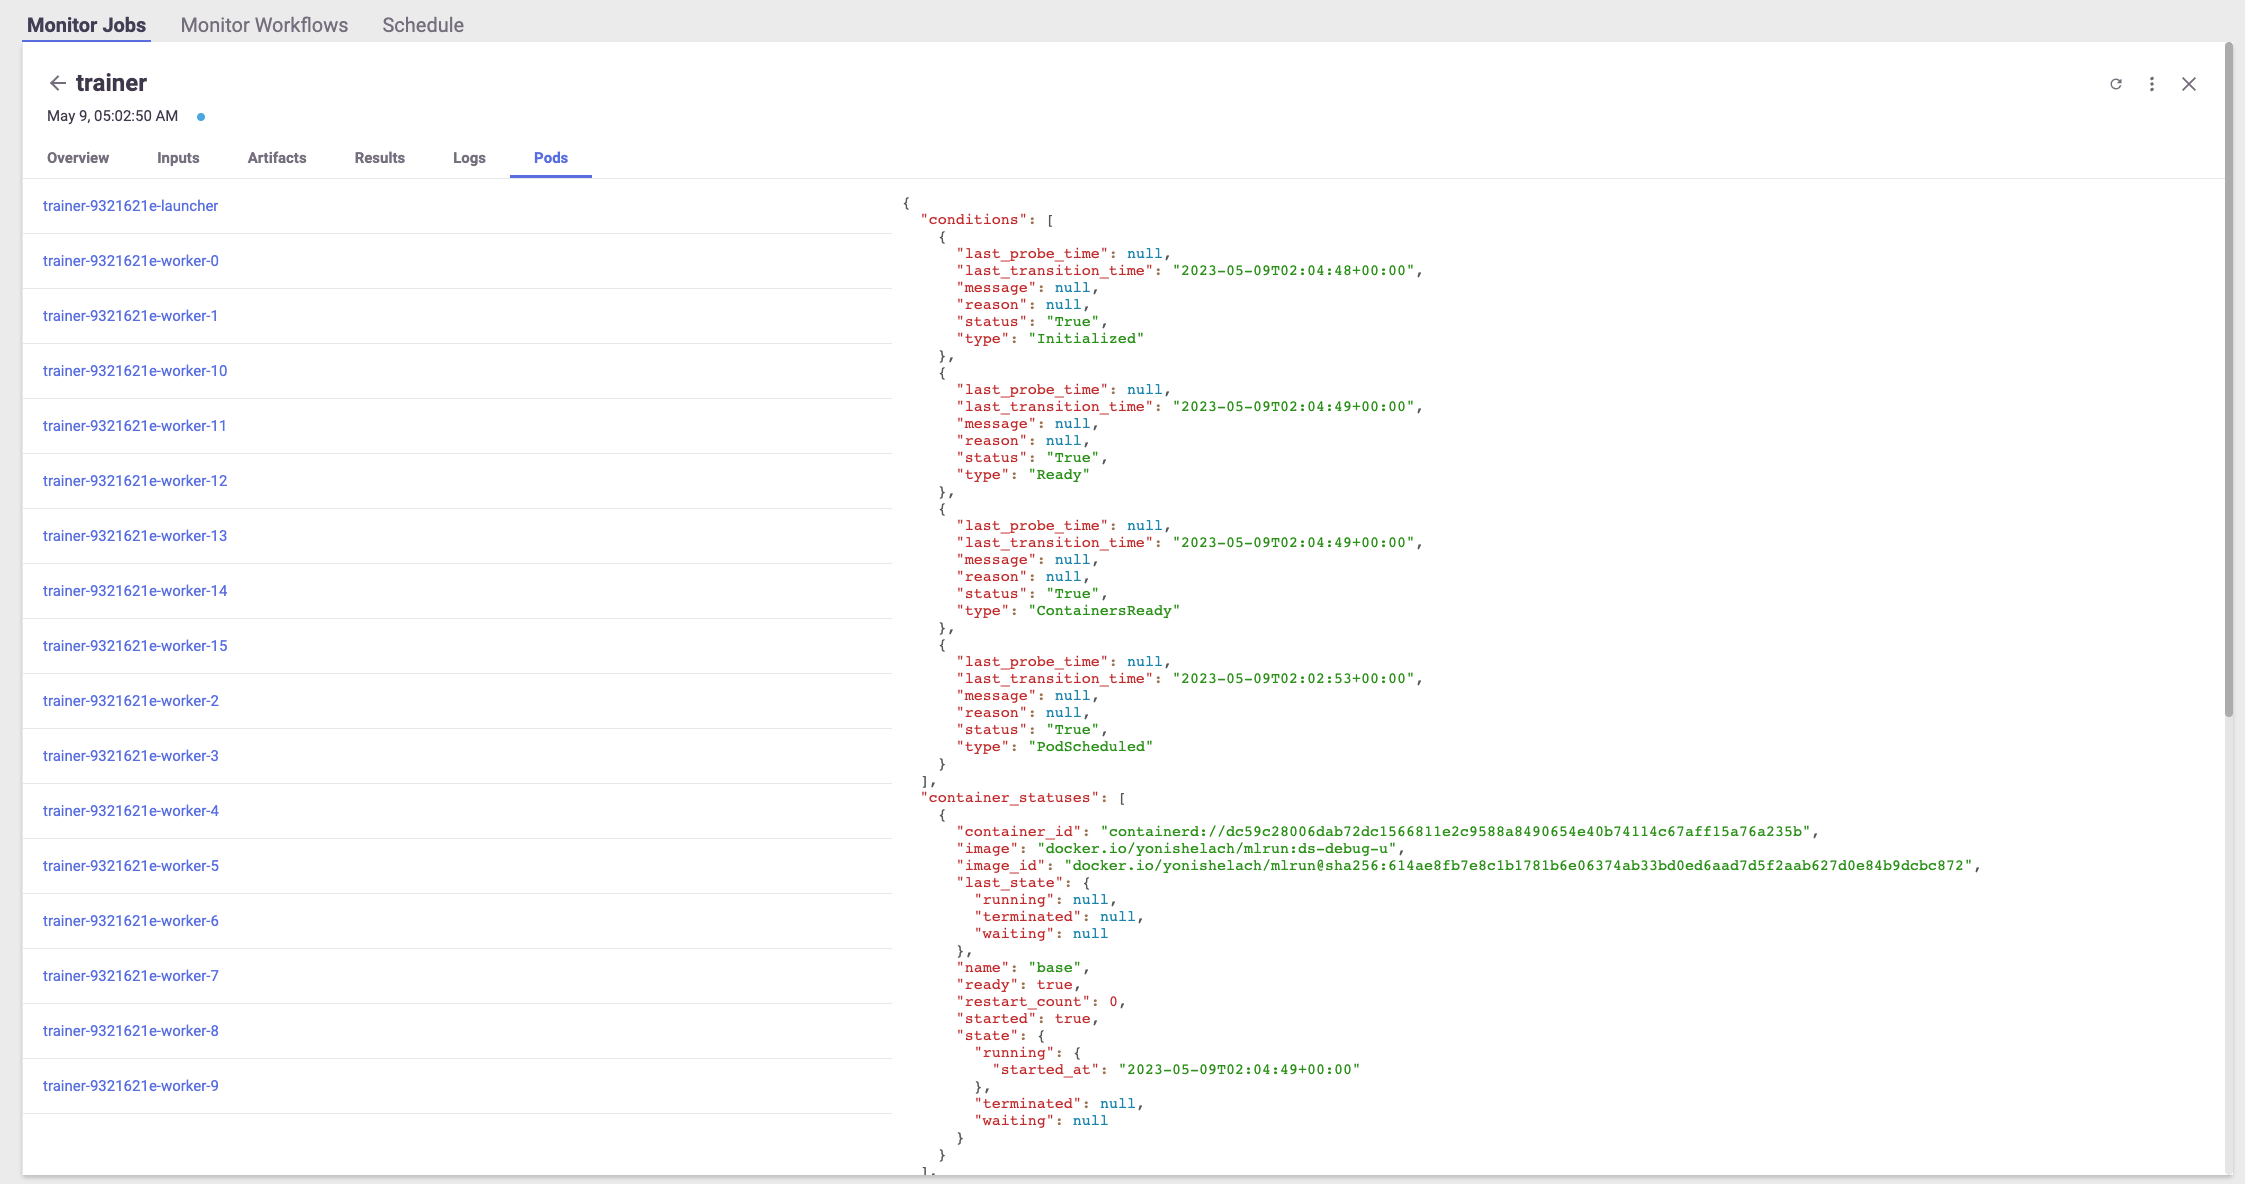 Monitor Jobs Monitor Workflows Schedule
trainer
May 9, 05:02:50 AM
Overview Inputs Artifacts Results Logs Pods
trainer-9321621e-launcher
trainer-9321621e-worker-0
trainer-9321621e-worker-1
trainer-9321621e-worker-10
trainer-9321621e-worker-11
trainer-9321621e-worker-12
trainer-9321621e-worker-13
trainer-9321621e-worker-14
trainer-9321621e-worker-15
trainer-9321621e-worker-2
trainer-9321621e-worker-3
trainer-9321621e-worker-4
trainer-9321621e-worker-5
trainer-9321621e-worker-6
trainer-9321621e-worker-7
trainer-9321621e-worker-8
trainer-9321621e-worker-9
{
"conditions": [
{
"last_probe_time": null,
"last_transition_time": "2023-05-09T02:04:48+00:00",
"message": null,
"reason": null,
"status": "True",
"type": "Initialized"
},
{
"last_probe_time": null,
"last_transition_time": "2023-05-09T02:04:49+00:00",
"message": null,
"reason": null,
"status": "True",
"type": "Ready"
},
{
"last_probe_time": null,
"last_transition_time": "2023-05-09T02:04:49+00:00",
"message": null,
"reason": null,
"status": "True",
"type": "ContainersReady"
},
{
"last_probe_time": null,
"last_transition_time": "2023-05-09T02:02:53+00:00",
"message": null,
"reason": null,
"status": "True",
"type": "PodScheduled"
}
],
"container_statuses": [
{
"container_id": "containerd://dc59c28006dab72dc1566811e2c9588a8490654e40b74114c67aff15a76a235b",
"image": "docker.io/yonishelach/mlrun:ds-debug-u",
"image_id": "docker.io/yonishelach/mlrun@sha256:614ae8fb7e8c1b1781b6e06374ab33bd0ed6aad7d5f2aab627d0e84b9dcbc872",
"last_state": {
"running": null,
"terminated": null,
"waiting": null
},
"name": "base",
"ready": true,
"restart_count": 0,
"started": true,
"state": {
"running": {
"started_at": "2023-05-09T02:04:49+00:00"
},
"terminated": null,
"waiting": null
}
}
],